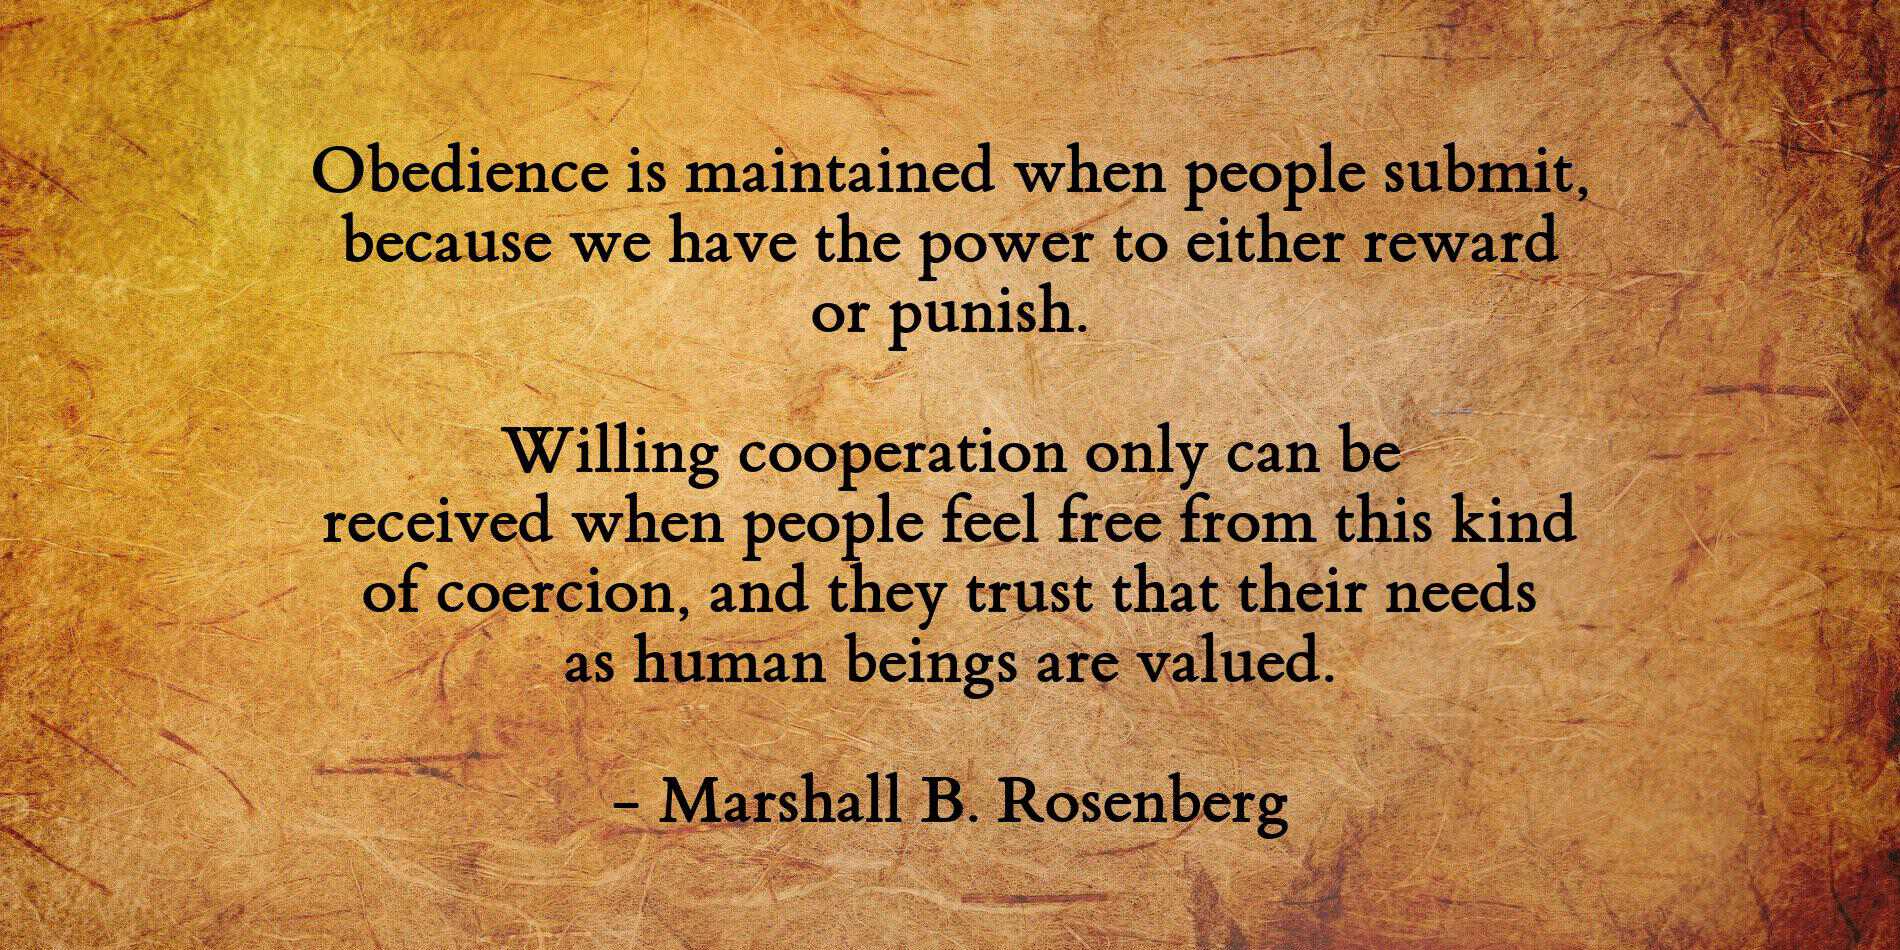 Obedience is maintained when people submit,
because we have the power to either reward
or punish.
Willing cooperation only can be
received when people feel free from this kind
of coercion, and they trust that their needs
as human beings are valued.
– Marshall B. Rosenberg